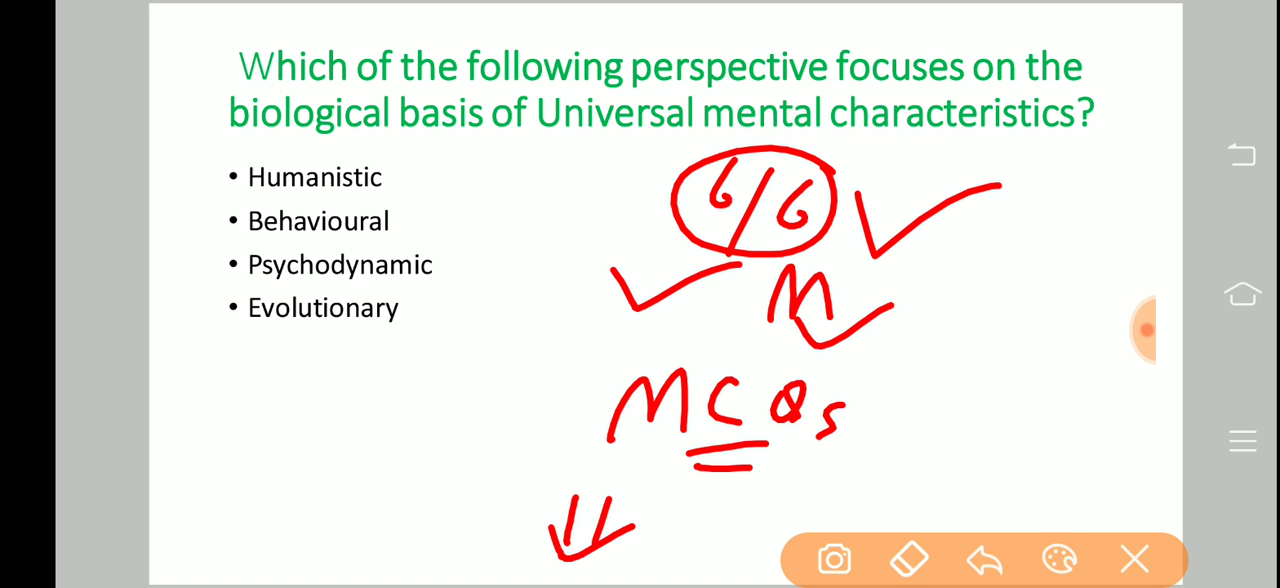 Which of the following perspective focuses on the
biological basis of Universal mental characteristics?
• Humanistic
• Behavioural
• Psychodynamic
• Evolutionary
6/6
M
MCQs